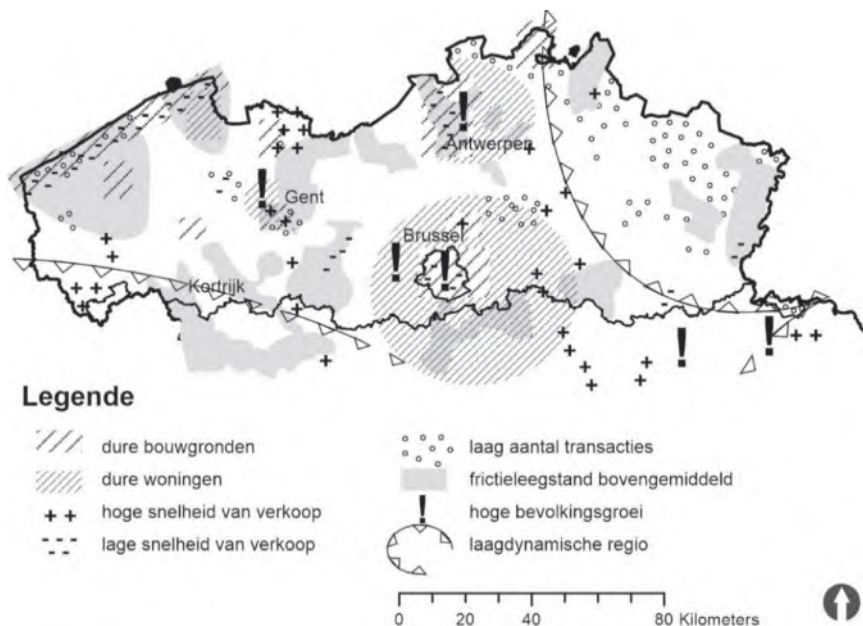 Antwerpen
Gent
Brussel
Kortrijk
Legende
dure bouwgronden
dure woningen
hoge snelheid van verkoop
lage snelheid van verkoop
laag aantal transacties
frictieleegstand bovengemiddeld
hoge bevolkingsgroei
laagdynamische regio
0 20 40 80 Kilometers